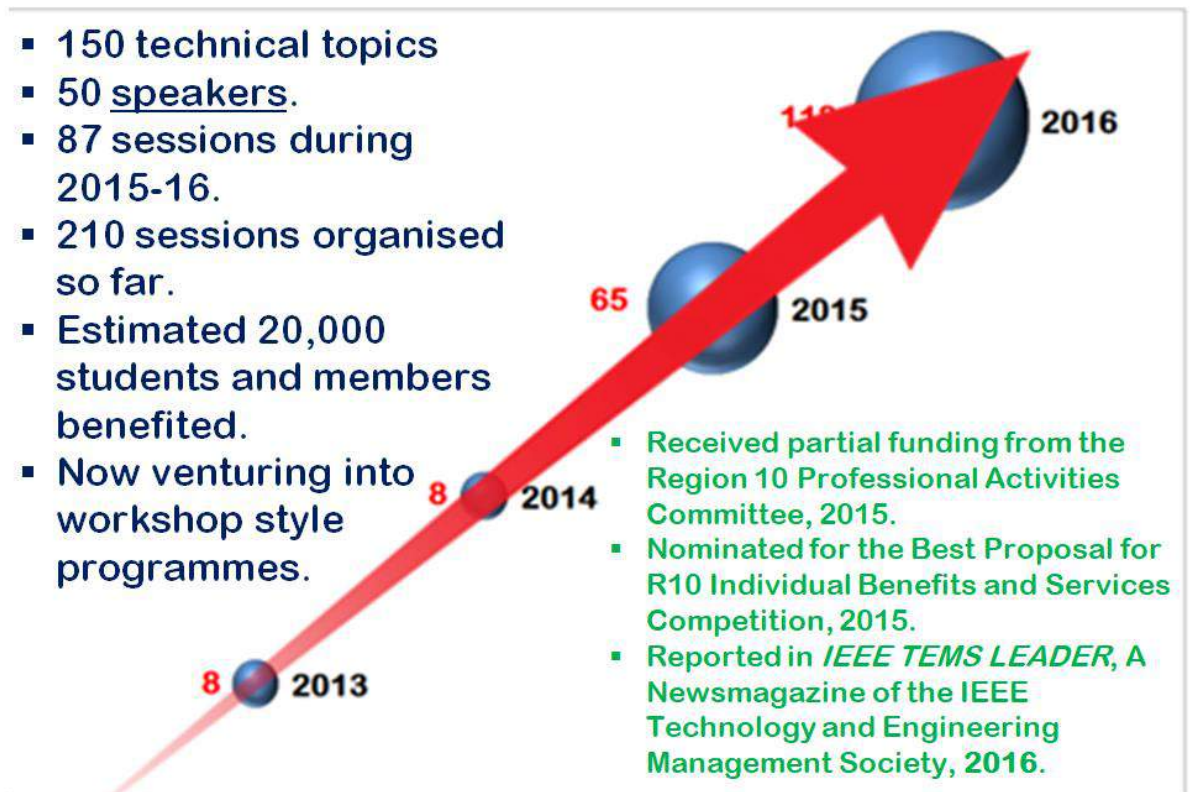 ▪ 150 technical topics
▪ 50 speakers.
▪ 87 sessions during
2015-16.
▪ 210 sessions organised
so far.
▪ Estimated 20,000
students and members
benefited.
▪ Now venturing into
workshop style
programmes.
2016
65
2015
8
2014
8
2013
▪ Received partial funding from the
Region 10 Professional Activities
Committee, 2015.
▪ Nominated for the Best Proposal for
R10 Individual Benefits and Services
Competition, 2015.
▪ Reported in IEEE TEMS LEADER, A
Newsmagazine of the IEEE
Technology and Engineering
Management Society, 2016.